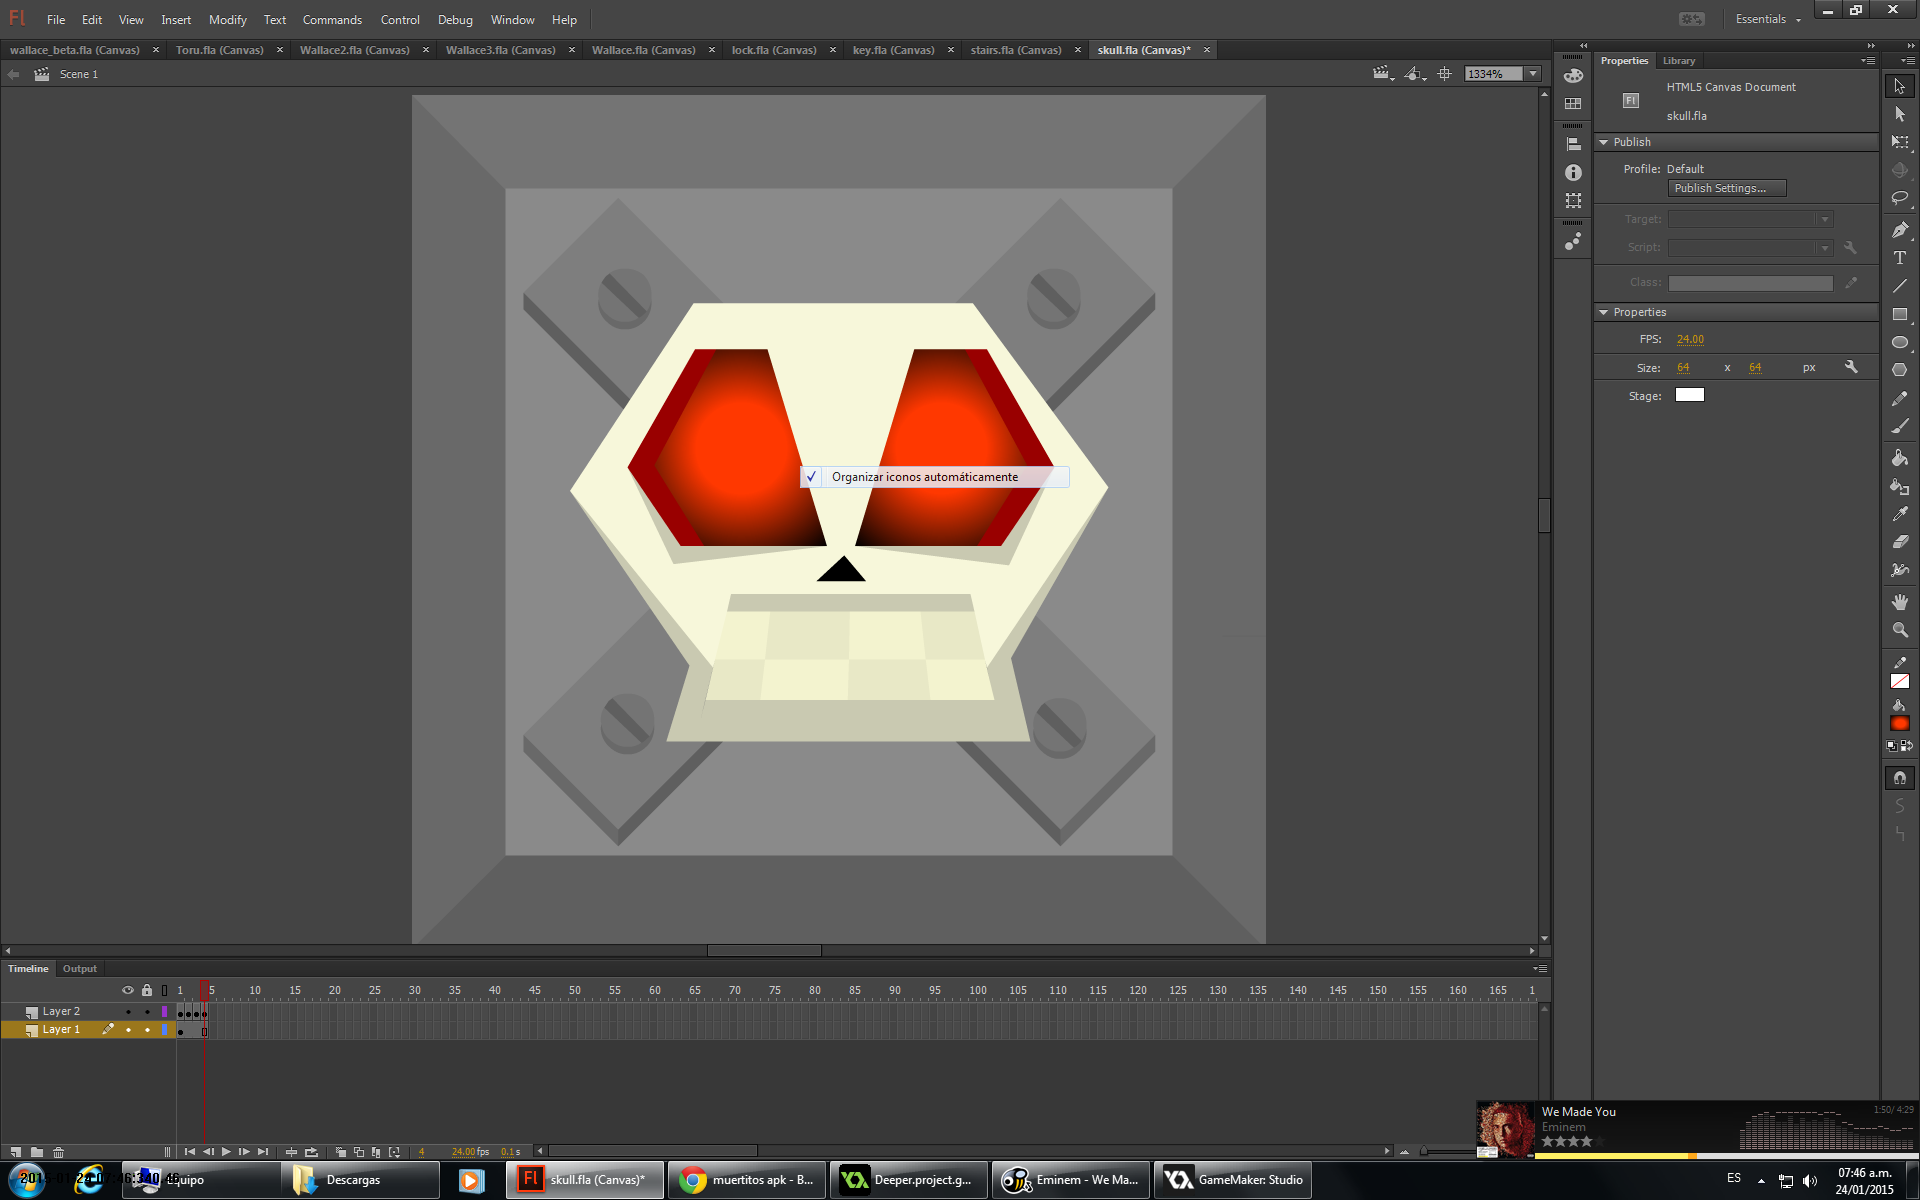 Fl File Edit View Insert Modify Text Commands Control Debug Window Help Essentials
wallace_beta.fla (Canvas) × Toru.fla (Canvas) × Wallace2.fla (Canvas) × Wallace3.fla (Canvas) × Wallace.fla (Canvas) × lock.fla (Canvas) × key.fla (Canvas) × stairs.fla (Canvas) × skull.fla (Canvas)* ×
Scene 1
1334%
Properties Library
Fl HTML5 Canvas Document
skull.fla
Publish
Profile: Default
Publish Settings...
Target:
Script:
Class:
Properties
FPS: 24.00
Size: 64 x 64 px
Stage:
Organizar iconos automáticamente
Timeline Output
1 5 10 15 20 25 30 35 40 45 50 55 60 65 70 75 80 85 90 95 100 105 110 115 120 125 130 135 140 145 150 155 160 165 1
Layer 2
Layer 1
4 24.00 fps 0.1 s
We Made You 1:50/ 4:29
Eminem
Equipo
Descargas
Fl skull.fla (Canvas)*
muertitos apk - B...
Deeper.project.g...
Eminem - We Ma...
GameMaker: Studio
ES
07:46 a.m.
24/01/2015